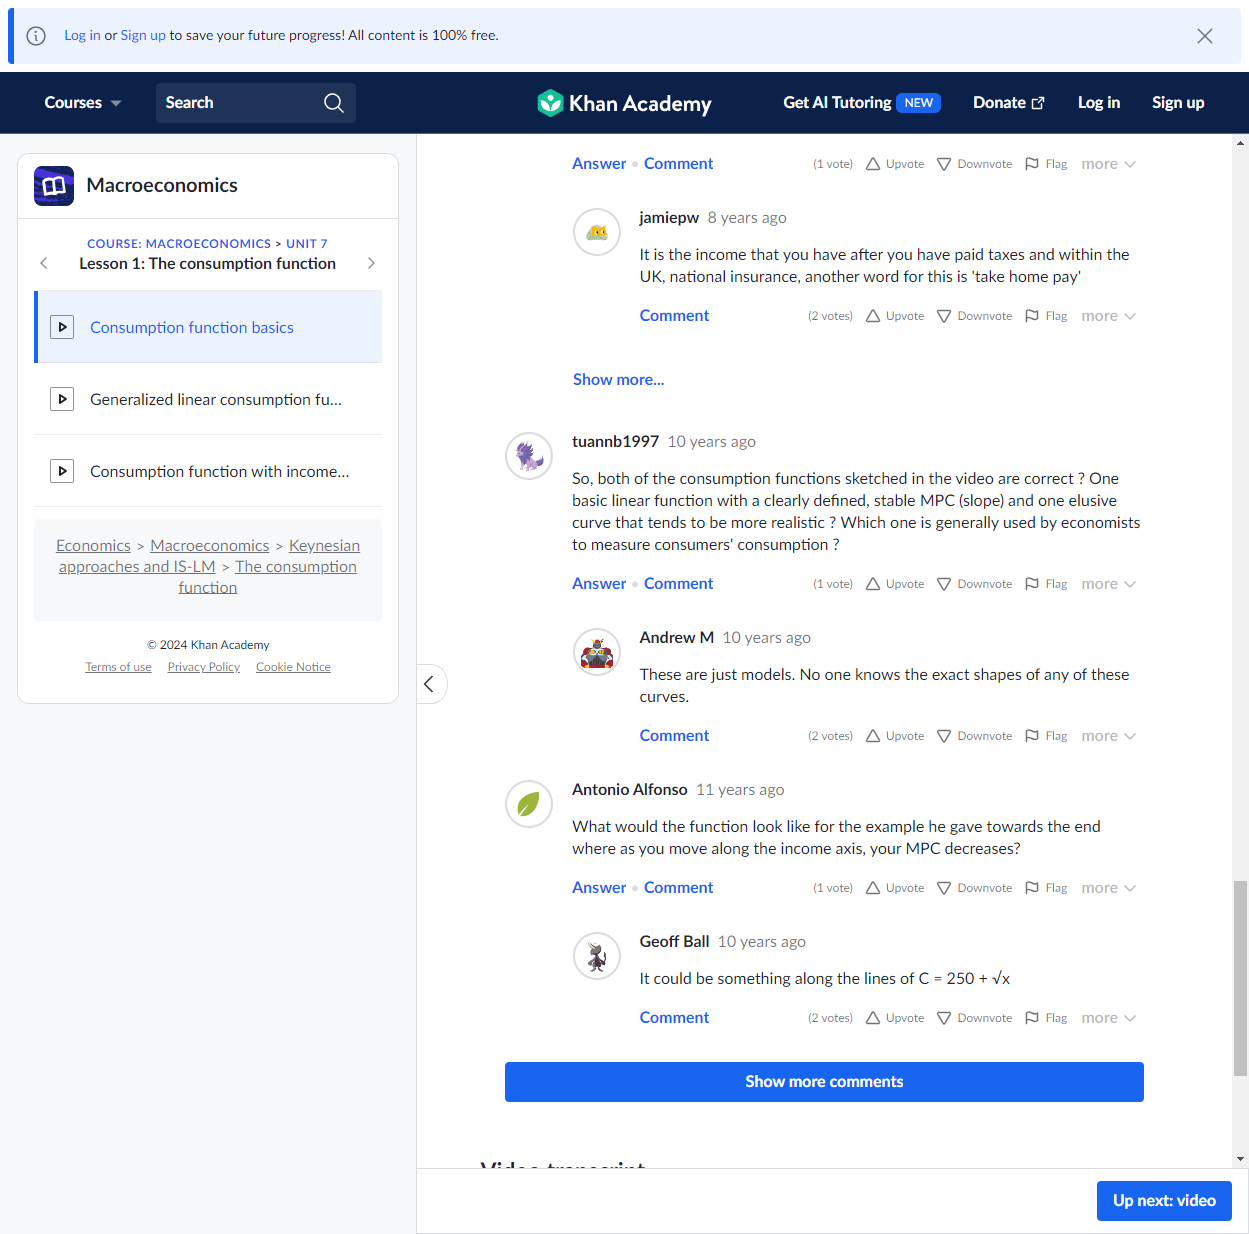 Log in or Sign up to save your future progress! All content is 100% free.
Courses
Search
Khan Academy
Get AI Tutoring NEW
Donate
Log in
Sign up
Macroeconomics
COURSE: MACROECONOMICS > UNIT 7
Lesson 1: The consumption function
Consumption function basics
Generalized linear consumption fu...
Consumption function with income...
Economics > Macroeconomics > Keynesian
approaches and IS-LM > The consumption
function
© 2024 Khan Academy
Terms of use Privacy Policy Cookie Notice
Answer • Comment (1 vote) Upvote Downvote Flag more
jamiepw 8 years ago
It is the income that you have after you have paid taxes and within the
UK, national insurance, another word for this is 'take home pay'
Comment (2 votes) Upvote Downvote Flag more
Show more...
tuannb1997 10 years ago
So, both of the consumption functions sketched in the video are correct ? One
basic linear function with a clearly defined, stable MPC (slope) and one elusive
curve that tends to be more realistic ? Which one is generally used by economists
to measure consumers' consumption ?
Answer • Comment (1 vote) Upvote Downvote Flag more
Andrew M 10 years ago
These are just models. No one knows the exact shapes of any of these
curves.
Comment (2 votes) Upvote Downvote Flag more
Antonio Alfonso 11 years ago
What would the function look like for the example he gave towards the end
where as you move along the income axis, your MPC decreases?
Answer • Comment (1 vote) Upvote Downvote Flag more
Geoff Ball 10 years ago
It could be something along the lines of C = 250 + √x
Comment (2 votes) Upvote Downvote Flag more
Show more comments
Video transcript
Up next: video